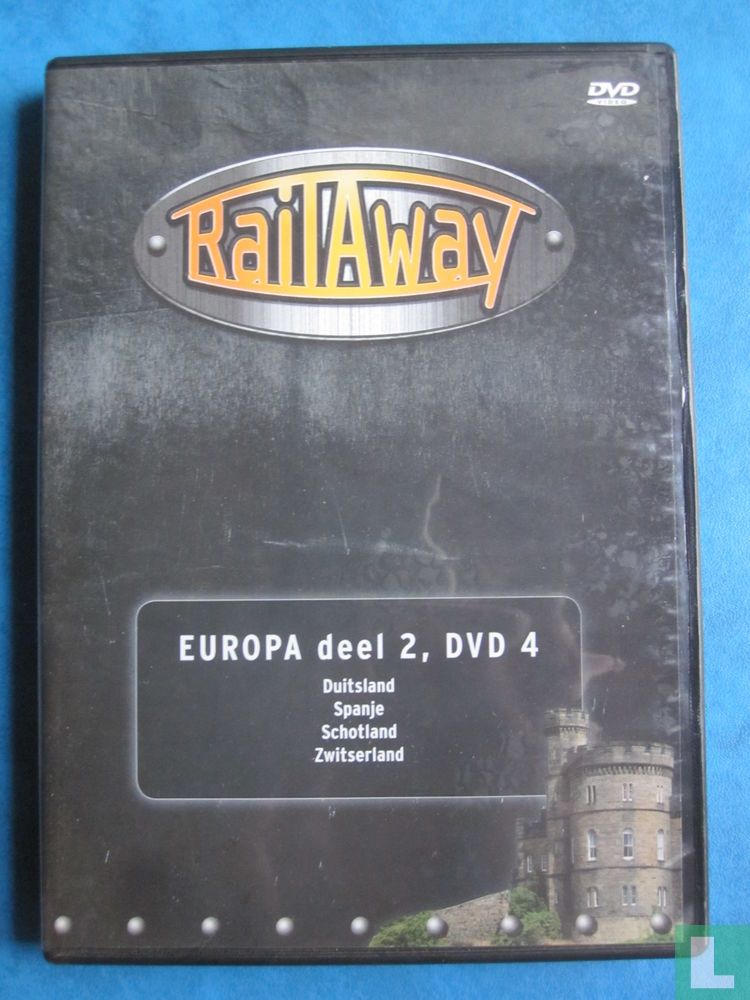 DVD
VIDEO
RailAway
EUROPA deel 2, DVD 4
Duitsland
Spanje
Schotland
Zwitserland
L